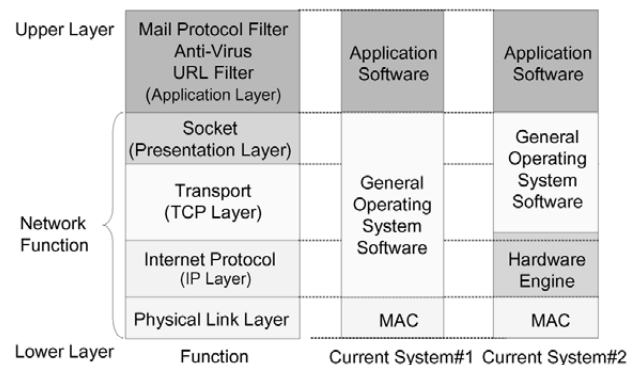 Upper Layer
Mail Protocol Filter
Anti-Virus
URL Filter
(Application Layer)
Application
Software
Application
Software
Network
Function
Socket
(Presentation Layer)
Transport
(TCP Layer)
Internet Protocol
(IP Layer)
Physical Link Layer
General
Operating
System
Software
MAC
General
Operating
System
Software
Hardware
Engine
MAC
Lower Layer
Function
Current System#1
Current System#2